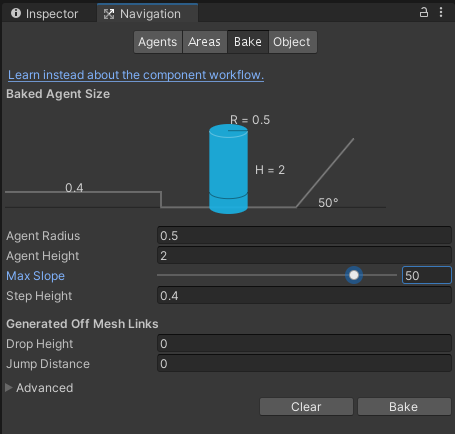 Inspector Navigation
Agents Areas Bake Object
Learn instead about the component workflow.
Baked Agent Size
R = 0.5
H = 2
0.4
50°
Agent Radius 0.5
Agent Height 2
Max Slope 50
Step Height 0.4
Generated Off Mesh Links
Drop Height 0
Jump Distance 0
Advanced
Clear Bake